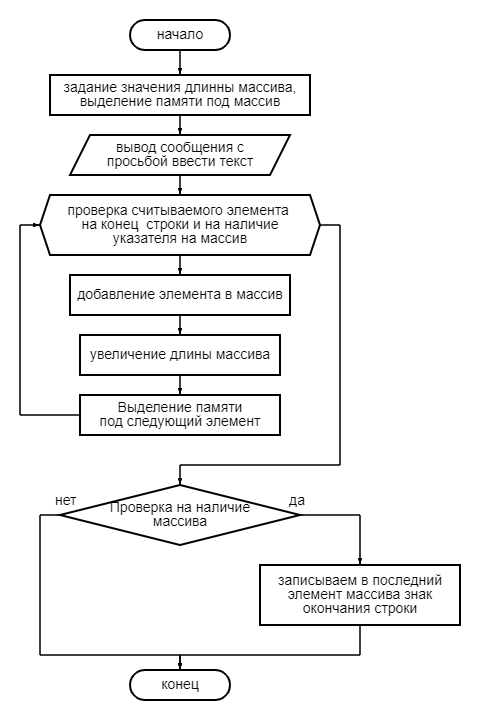 начало
задание значения длинны массива,
выделение памяти под массив
вывод сообщения с
просьбой ввести текст
проверка считываемого элемента
на конец строки и на наличие
указателя на массив
добавление элемента в массив
увеличение длины массива
Выделение памяти
под следующий элемент
нет
да
Проверка на наличие
массива
записываем в последний
элемент массива знак
окончания строки
конец